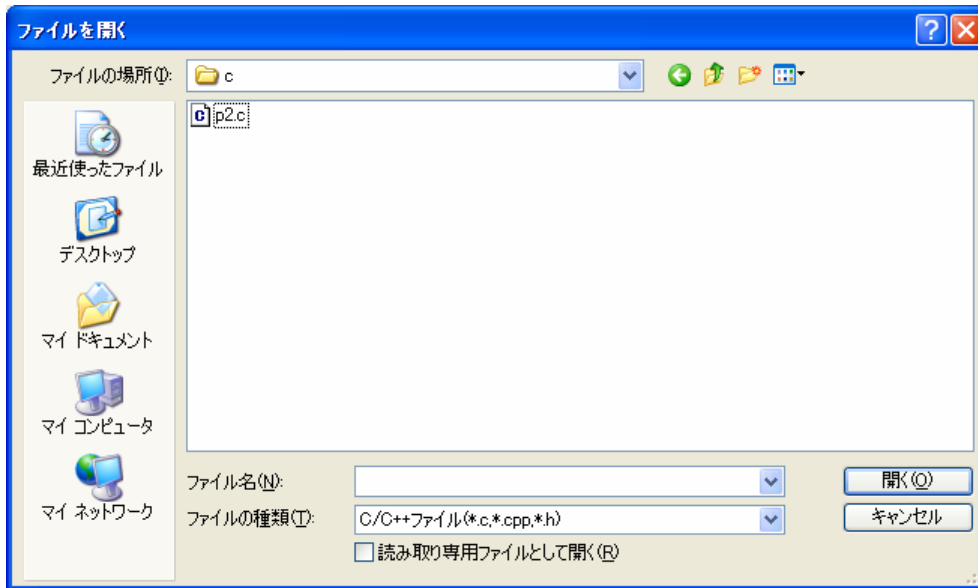 ファイルを開く
ファイルの場所(I): c
p2.c
最近使ったファイル
デスクトップ
マイ ドキュメント
マイ コンピュータ
マイ ネットワーク
ファイル名(N): 開く(O)
ファイルの種類(T): C/C++ファイル(*.c,*.cpp,*.h) キャンセル
読み取り専用ファイルとして開く(R)